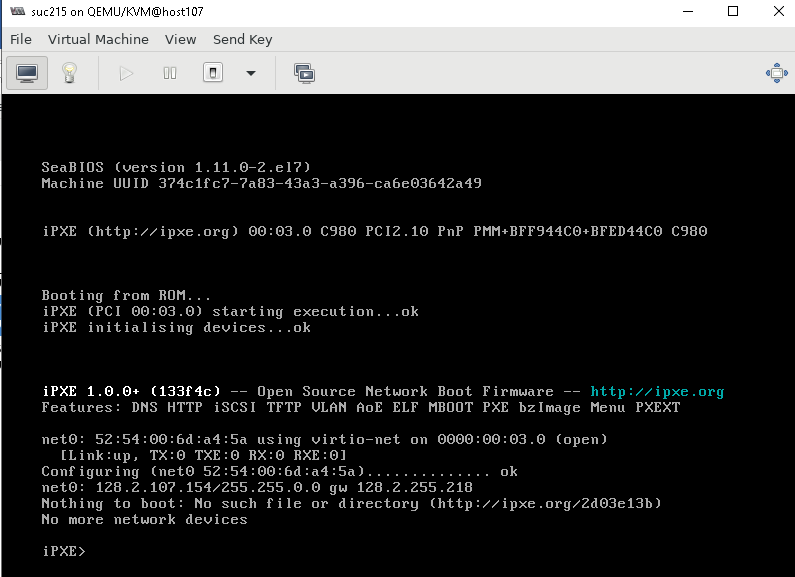 suc215 on QEMU/KVM@host107
File Virtual Machine View Send Key
SeaBIOS (version 1.11.0-2.el7)
Machine UUID 374c1fc7-7a83-43a3-a396-ca6e03642a49
iPXE (http://ipxe.org) 00:03.0 C980 PCI2.10 PnP PMM+BFF944C0+BFED44C0 C980
Booting from ROM...
iPXE (PCI 00:03.0) starting execution...ok
iPXE initialising devices...ok
iPXE 1.0.0+ (133f4c) -- Open Source Network Boot Firmware -- http://ipxe.org
Features: DNS HTTP iSCSI TFTP VLAN AoE ELF MBOOT PXE bzImage Menu PXEXT
net0: 52:54:00:6d:a4:5a using virtio-net on 0000:00:03.0 (open)
[Link:up, TX:0 TXE:0 RX:0 RXE:0]
Configuring (net0 52:54:00:6d:a4:5a).............. ok
net0: 128.2.107.154/255.255.0.0 gw 128.2.255.218
Nothing to boot: No such file or directory (http://ipxe.org/2d03e13b)
No more network devices
iPXE>